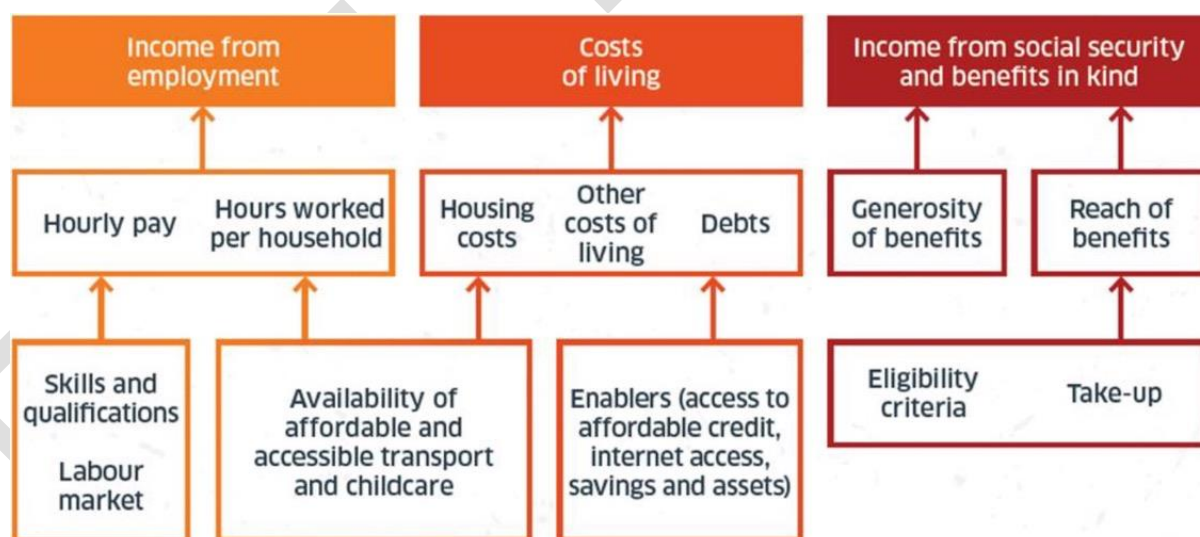 Income from
employment
Costs
of living
Income from social security
and benefits in kind
Hourly pay
Hours worked
per household
Housing
costs
Other
costs of
living
Debts
Generosity
of benefits
Reach of
benefits
Skills and
qualifications
Labour
market
Availability of
affordable and
accessible transport
and childcare
Enablers (access to
affordable credit,
internet access,
savings and assets)
Eligibility
criteria
Take-up